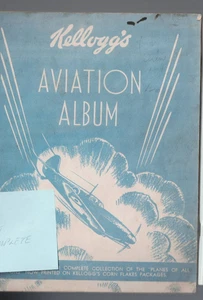 Kellogg's
AVIATION
ALBUM
COMPLETE COLLECTION OF THE 'PLANES OF ALL
PRINTED ON KELLOGG'S CORN FLAKES PACKAGES